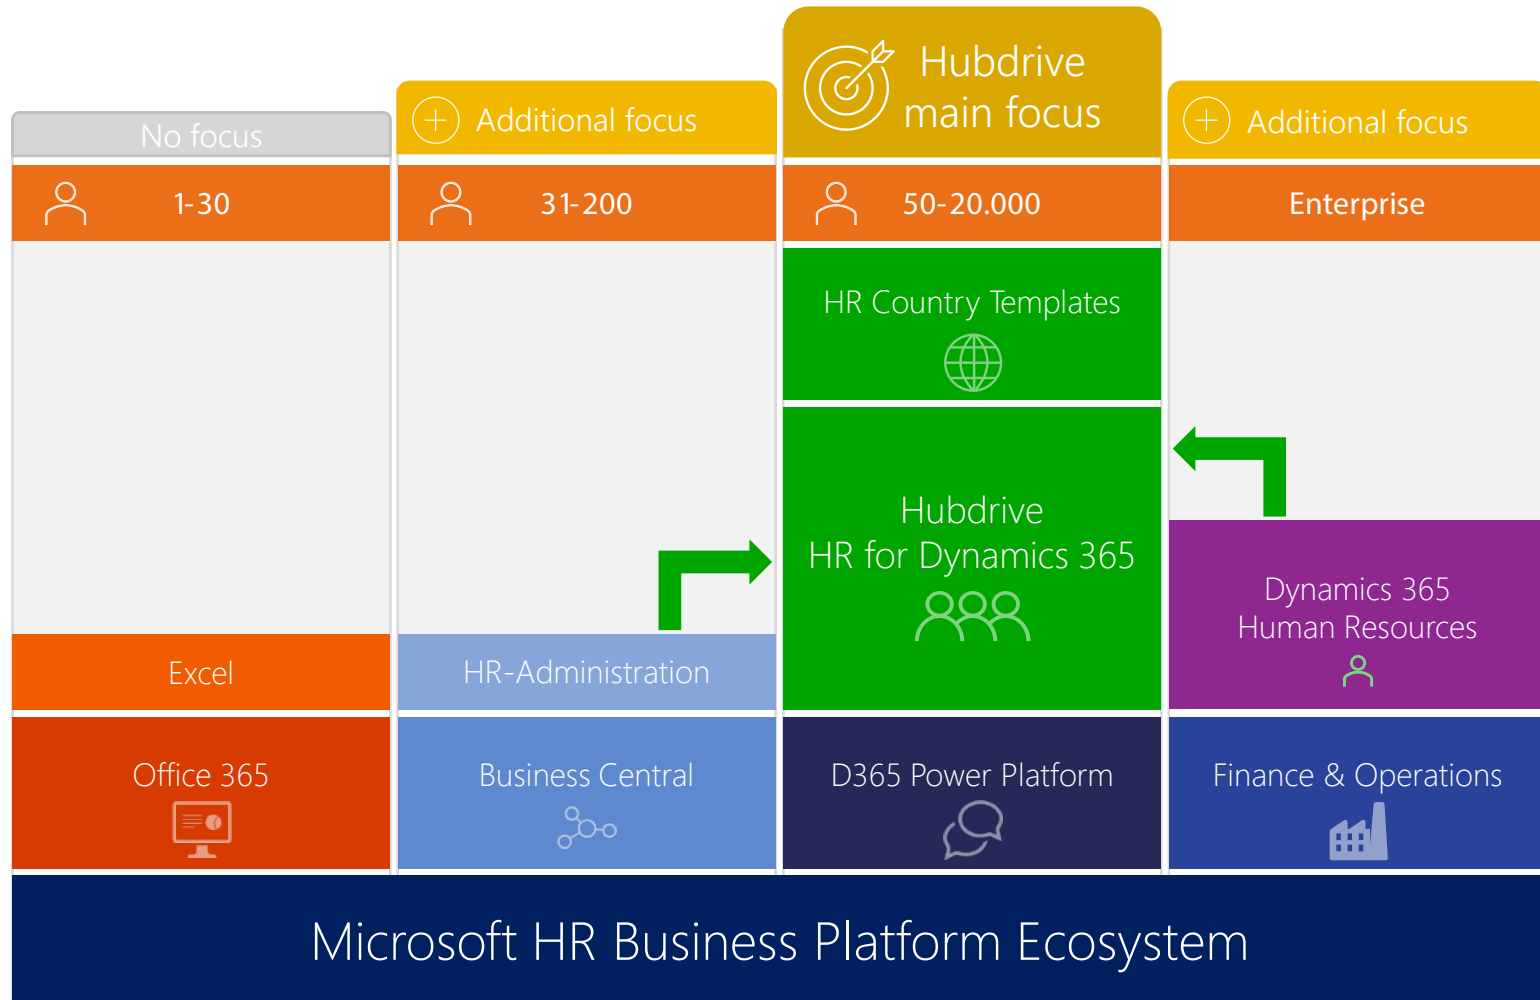 No focus
Additional focus
Hubdrive
main focus
Additional focus
1-30
31-200
50-20.000
Enterprise
HR Country Templates
Hubdrive
HR for Dynamics 365
Dynamics 365
Human Resources
Excel
HR-Administration
Office 365
Business Central
D365 Power Platform
Finance & Operations
Microsoft HR Business Platform Ecosystem